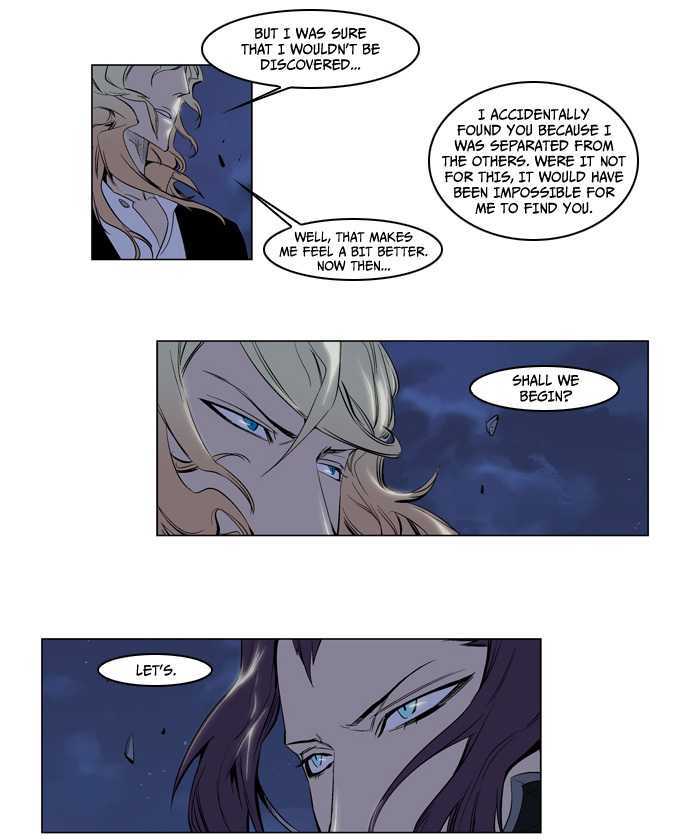 BUT I WAS SURE
THAT I WOULDN'T BE
DISCOVERED...
I ACCIDENTALLY
FOUND YOU BECAUSE I
WAS SEPARATED FROM
THE OTHERS. WERE IT NOT
FOR THIS, IT WOULD HAVE
BEEN IMPOSSIBLE FOR
ME TO FIND YOU.
WELL, THAT MAKES
ME FEEL A BIT BETTER.
NOW THEN...
SHALL WE
BEGIN?
LET'S.